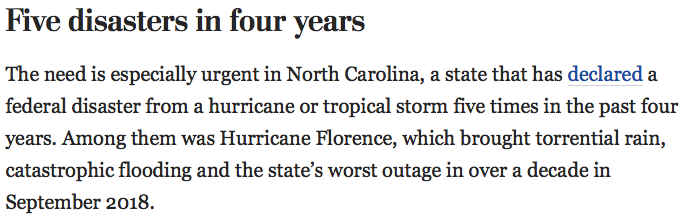 Five disasters in four years
The need is especially urgent in North Carolina, a state that has declared a
federal disaster from a hurricane or tropical storm five times in the past four
years. Among them was Hurricane Florence, which brought torrential rain,
catastrophic flooding and the state’s worst outage in over a decade in
September 2018.